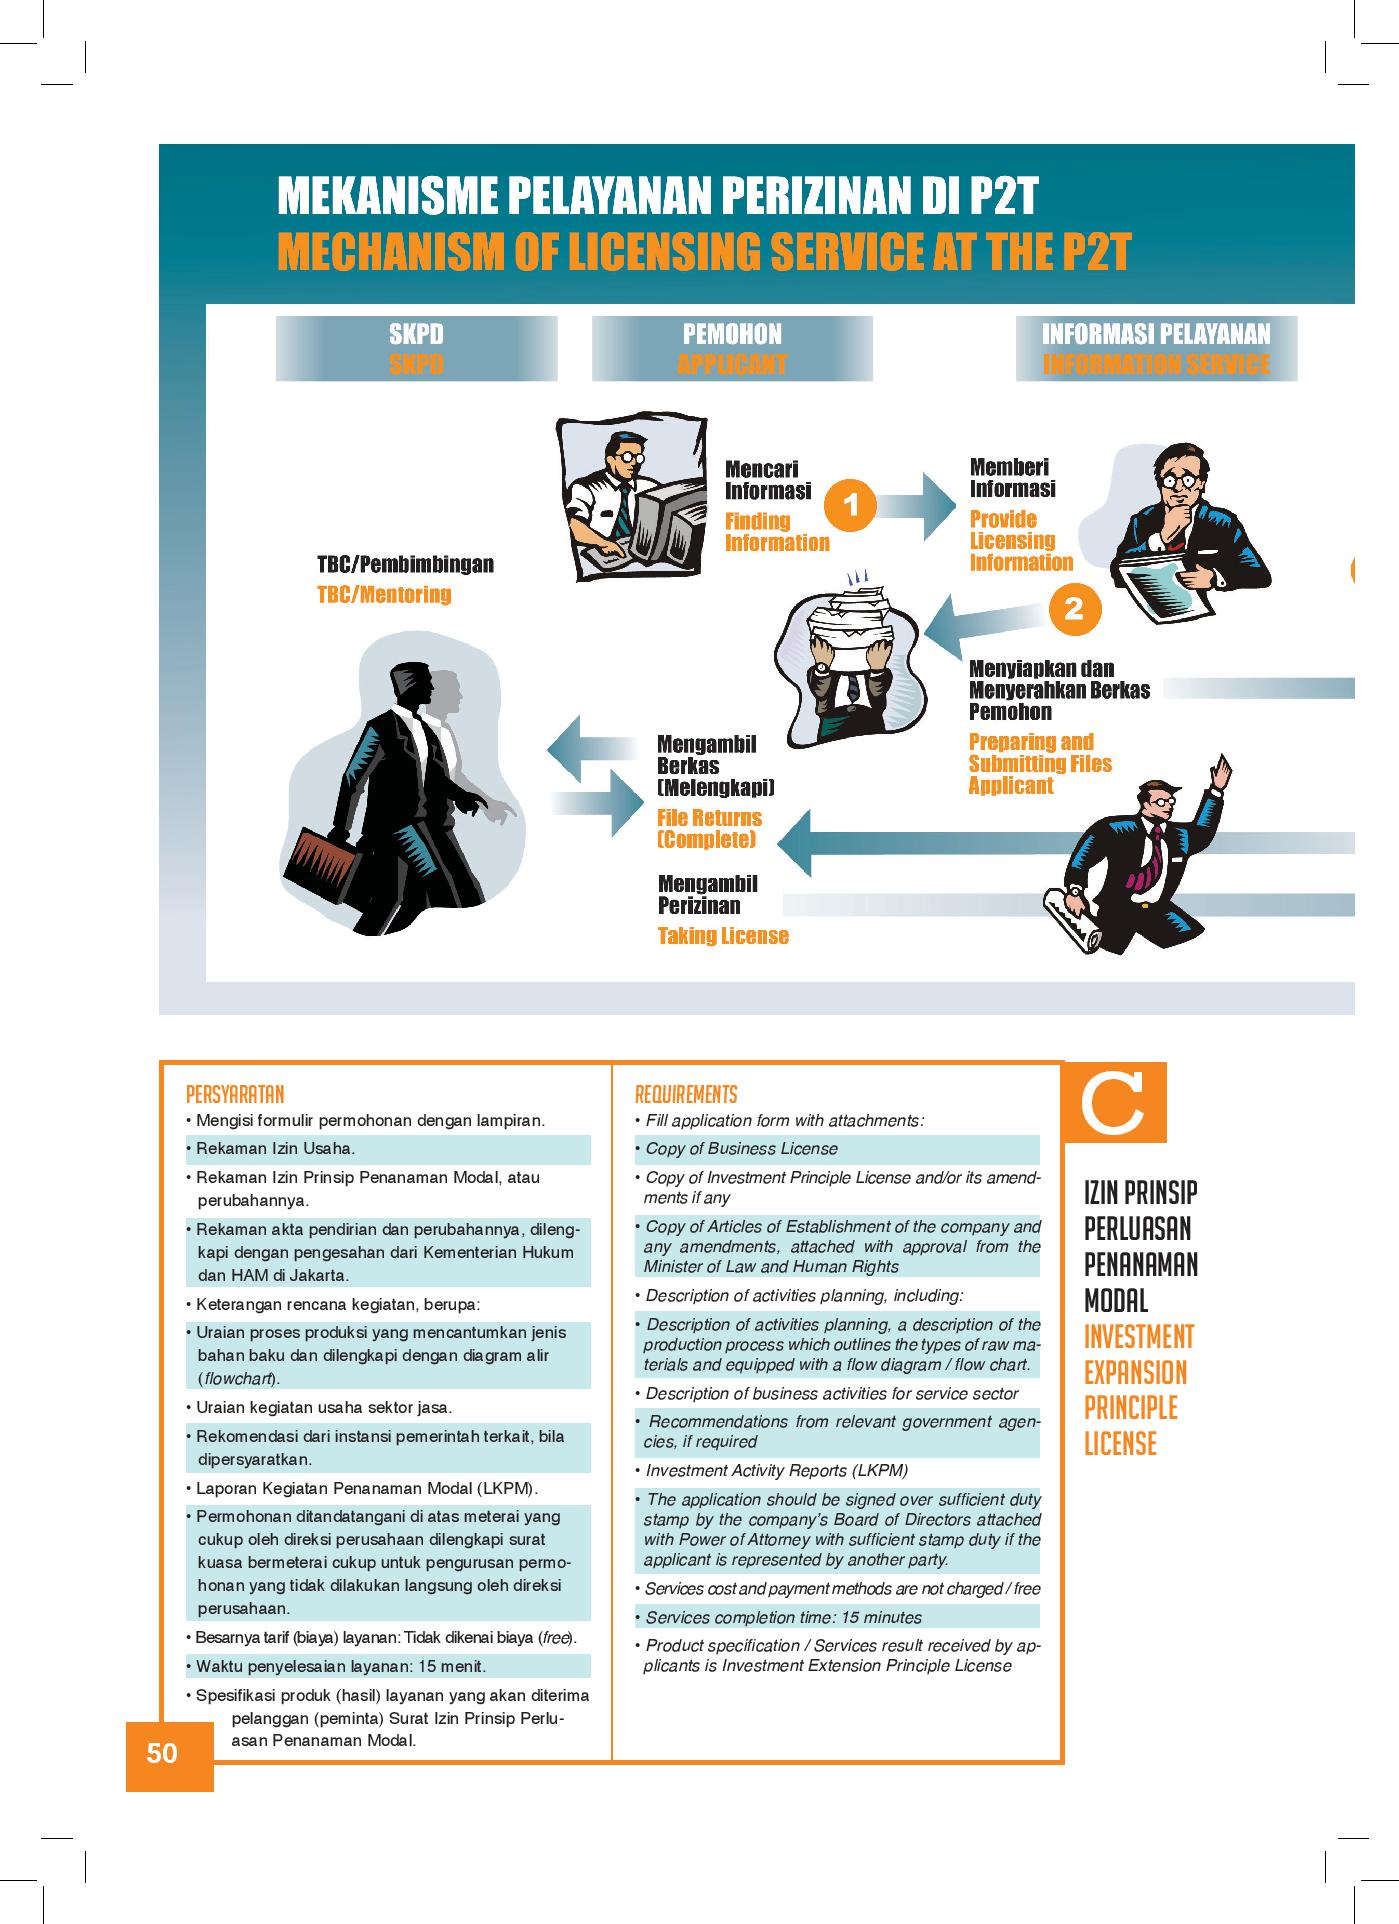 MEKANISME PELAYANAN PERIZINAN DI P2T
MECHANISM OF LICENSING SERVICE AT THE P2T
SKPD
SKPD
PEMOHON
APPLICANT
INFORMASI PELAYANAN
INFORMATION SERVICE
Mencari
Informasi
Finding
Information
1
Memberi
Informasi
Provide
Licensing
Information
2
TBC/Pembimbingan
TBC/Mentoring
Menyiapkan dan
Menyerahkan Berkas
Pemohon
Preparing and
Submitting Files
Applicant
Mengambil
Berkas
(Melengkapi)
File Returns
(Complete)
Mengambil
Perizinan
Taking License
PERSYARATAN
• Mengisi formulir permohonan dengan lampiran.
• Rekaman Izin Usaha.
• Rekaman Izin Prinsip Penanaman Modal, atau
perubahannya.
• Rekaman akta pendirian dan perubahannya, dileng-
kapi dengan pengesahan dari Kementerian Hukum
dan HAM di Jakarta.
• Keterangan rencana kegiatan, berupa:
• Uraian proses produksi yang mencantumkan jenis
bahan baku dan dilengkapi dengan diagram alir
(flowchart).
• Uraian kegiatan usaha sektor jasa.
• Rekomendasi dari instansi pemerintah terkait, bila
dipersyaratkan.
• Laporan Kegiatan Penanaman Modal (LKPM).
• Permohonan ditandatangani di atas meterai yang
cukup oleh direksi perusahaan dilengkapi surat
kuasa bermeterai cukup untuk pengurusan permo-
honan yang tidak dilakukan langsung oleh direksi
perusahaan.
• Besarnya tarif (biaya) layanan: Tidak dikenai biaya (free).
• Waktu penyelesaian layanan: 15 menit.
• Spesifikasi produk (hasil) layanan yang akan diterima
pelanggan (peminta) Surat Izin Prinsip Perlu-
asan Penanaman Modal.
REQUIREMENTS
• Fill application form with attachments:
• Copy of Business License
• Copy of Investment Principle License and/or its amend-
ments if any
• Copy of Articles of Establishment of the company and
any amendments, attached with approval from the
Minister of Law and Human Rights
• Description of activities planning, including:
• Description of activities planning, a description of the
production process which outlines the types of raw ma-
terials and equipped with a flow diagram / flow chart.
• Description of business activities for service sector
• Recommendations from relevant government agen-
cies, if required
• Investment Activity Reports (LKPM)
• The application should be signed over sufficient duty
stamp by the company’s Board of Directors attached
with Power of Attorney with sufficient stamp duty if the
applicant is represented by another party.
• Services cost and payment methods are not charged / free
• Services completion time: 15 minutes
• Product specification / Services result received by ap-
plicants is Investment Extension Principle License
C
IZIN PRINSIP
PERLUASAN
PENANAMAN
MODAL
INVESTMENT
EXPANSION
PRINCIPLE
LICENSE
50